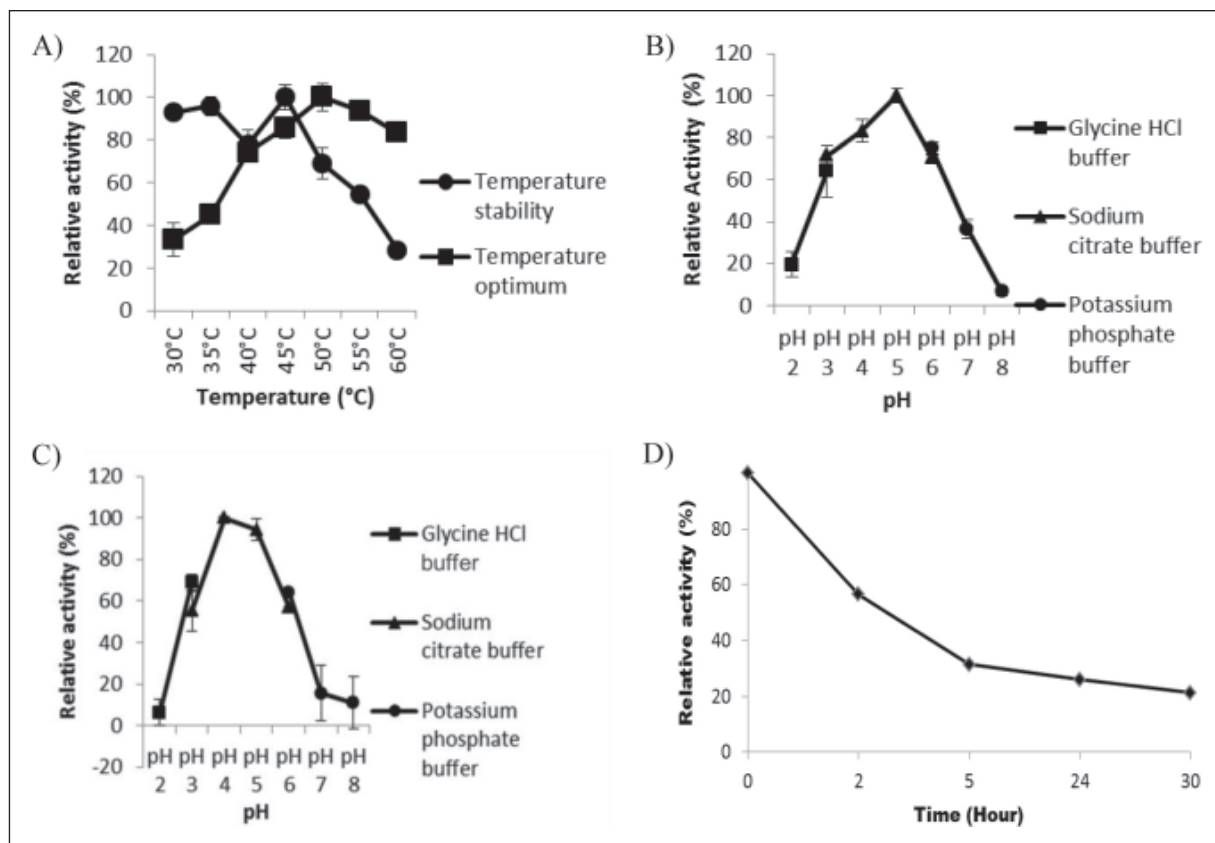 A)
Relative activity (%)
120
100
80
60
40
20
0
30°C
35°C
40°C
45°C
50°C
55°C
60°C
Temperature (°C)
Temperature
stability
Temperature
optimum
B)
Relative Activity (%)
120
100
80
60
40
20
0
pH pH pH pH pH pH pH
2 3 4 5 6 7 8
pH
Glycine HCl
buffer
Sodium
citrate buffer
Potassium
phosphate
buffer
C)
Relative activity (%)
120
100
80
60
40
20
0
-20
pH pH pH pH pH pH pH
2 3 4 5 6 7 8
pH
Glycine HCl
buffer
Sodium
citrate buffer
Potassium
phosphate
buffer
D)
Relative activity (%)
80
60
40
20
0
0 2 5 24 30
Time (Hour)